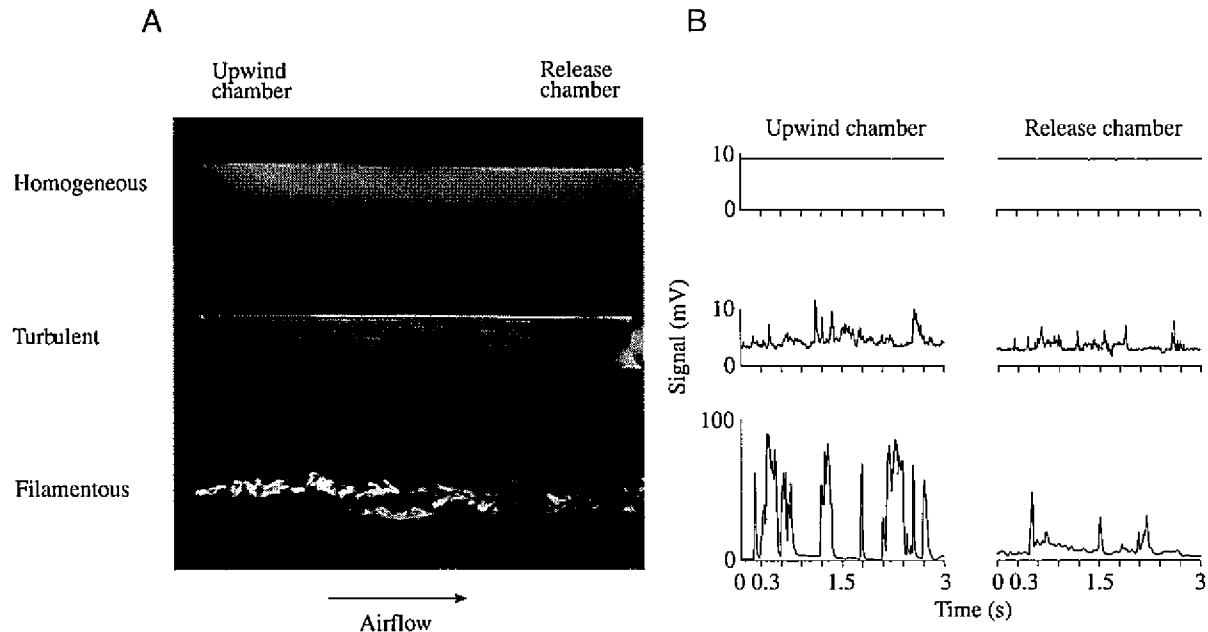 A
B
Upwind
chamber
Release
chamber
Homogeneous
Turbulent
Filamentous
Airflow
Upwind chamber
Release chamber
10
0
Signal (mV)
10
0
100
0
0 0.3 1.5 3
0 0.3 1.5 3
Time (s)